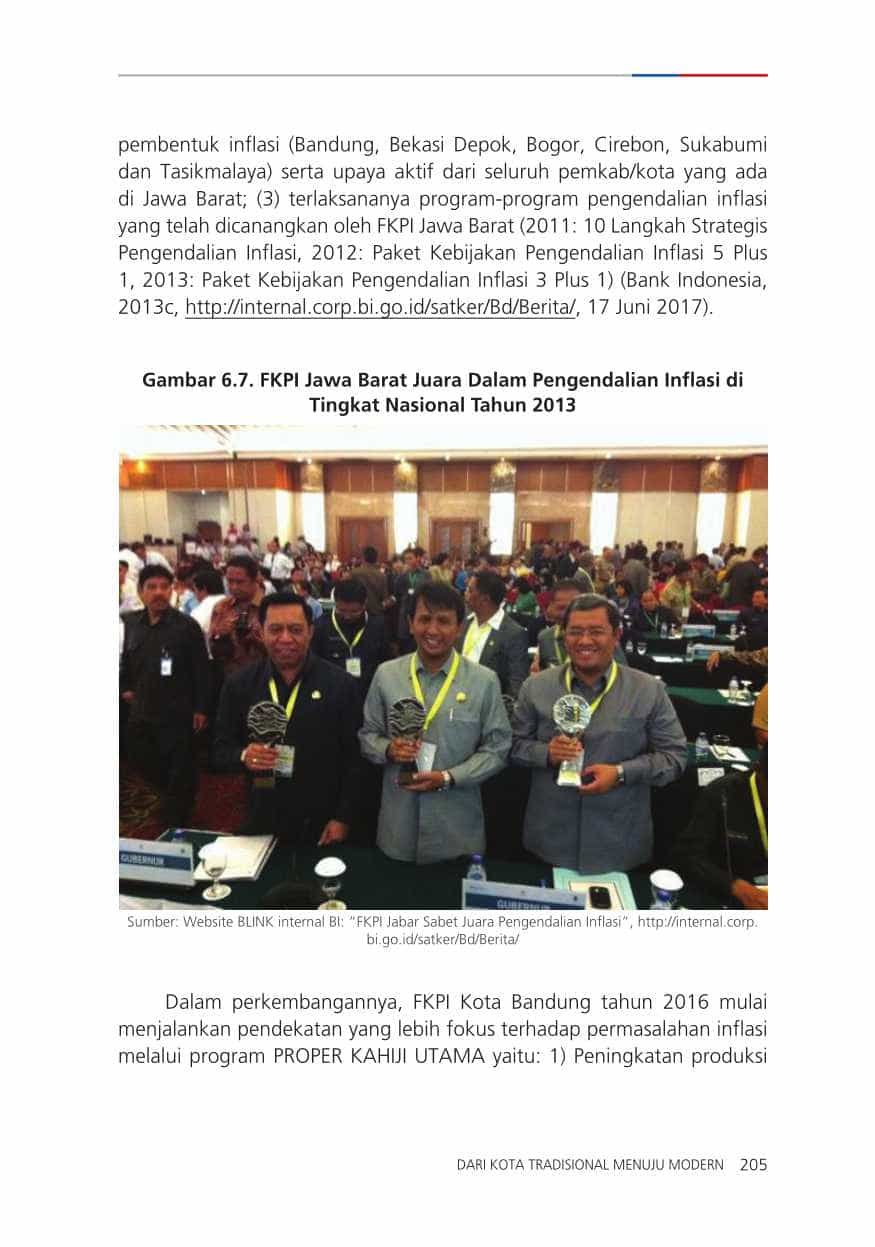 pembentuk inflasi (Bandung, Bekasi Depok, Bogor, Cirebon, Sukabumi
dan Tasikmalaya) serta upaya aktif dari seluruh pemkab/kota yang ada
di Jawa Barat; (3) terlaksananya program-program pengendalian inflasi
yang telah dicanangkan oleh FKPI Jawa Barat (2011: 10 Langkah Strategis
Pengendalian Inflasi, 2012: Paket Kebijakan Pengendalian Inflasi 5 Plus
1, 2013: Paket Kebijakan Pengendalian Inflasi 3 Plus 1) (Bank Indonesia,
2013c, http://internal.corp.bi.go.id/satker/Bd/Berita/, 17 Juni 2017).
Gambar 6.7. FKPI Jawa Barat Juara Dalam Pengendalian Inflasi di
Tingkat Nasional Tahun 2013
GUBERNUR
GUBERNUR
Sumber: Website BLINK internal BI: “FKPI Jabar Sabet Juara Pengendalian Inflasi”, http://internal.corp.
bi.go.id/satker/Bd/Berita/
Dalam perkembangannya, FKPI Kota Bandung tahun 2016 mulai
menjalankan pendekatan yang lebih fokus terhadap permasalahan inflasi
melalui program PROPER KAHIJI UTAMA yaitu: 1) Peningkatan produksi
DARI KOTA TRADISIONAL MENUJU MODERN 205